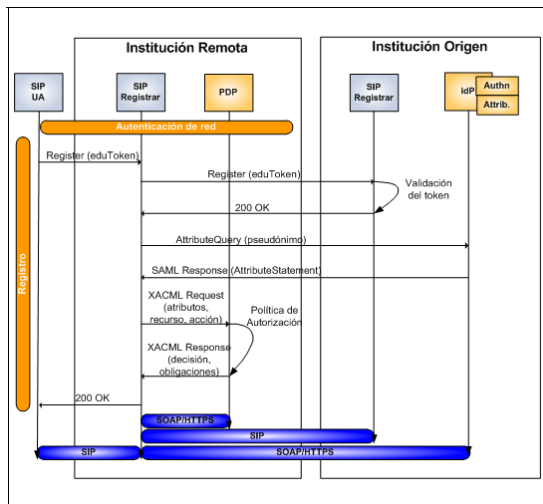 Institución Remota
Institución Origen
SIP
UA
SIP
Registrar
PDP
SIP
Registrar
idP
Authn
Attrib.
Autenticación de red
Registro
Register (eduToken)
Register (eduToken)
Validación
del token
200 OK
AttributeQuery (pseudónimo)
SAML Response (AttributeStatement)
XACML Request
(atributos,
recurso, acción)
Política de
Autorización
XACML Response
(decisión,
obligaciones)
200 OK
SOAP/HTTPS
SIP
SIP
SOAP/HTTPS